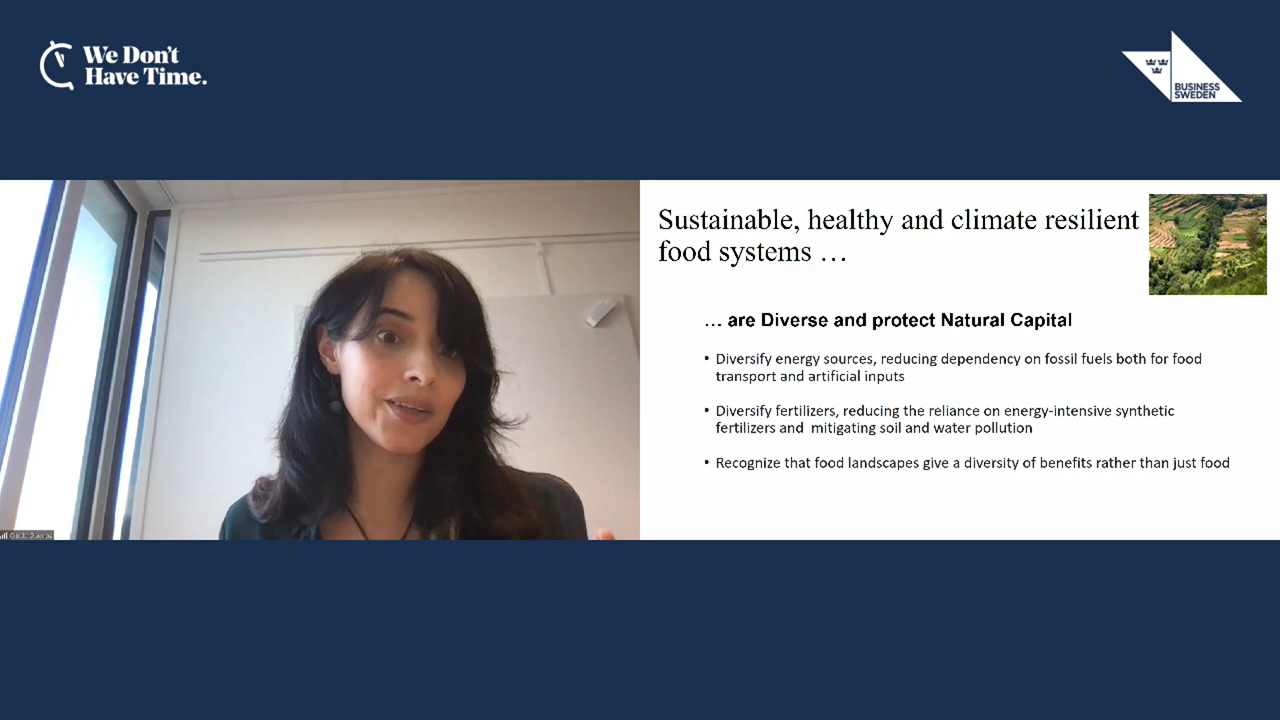 We Don't
Have Time.
BUSINESS
SWEDEN
Sustainable, healthy and climate resilient
food systems …
… are Diverse and protect Natural Capital
• Diversify energy sources, reducing dependency on fossil fuels both for food
transport and artificial inputs
• Diversify fertilizers, reducing the reliance on energy-intensive synthetic
fertilizers and mitigating soil and water pollution
• Recognize that food landscapes give a diversity of benefits rather than just food